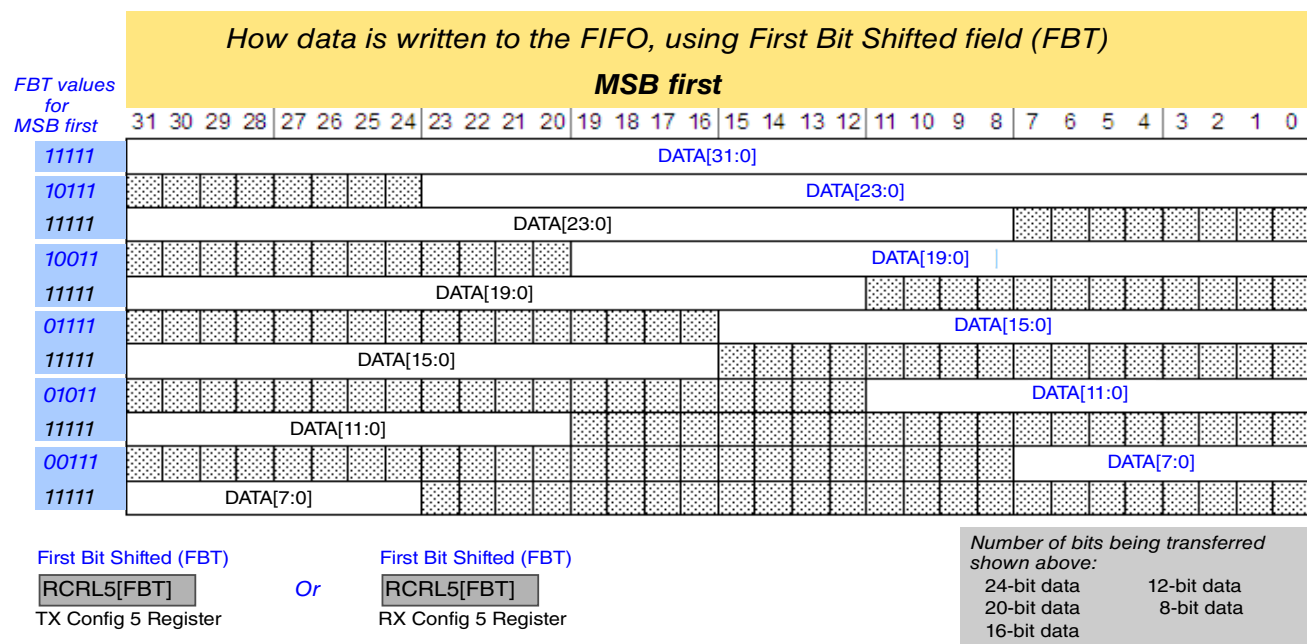 How data is written to the FIFO, using First Bit Shifted field (FBT)
MSB first
FBT values
for
MSB first
31 30 29 28 27 26 25 24 23 22 21 20 19 18 17 16 15 14 13 12 11 10 9 8 7 6 5 4 3 2 1 0
11111 DATA[31:0]
10111 DATA[23:0]
11111 DATA[23:0]
10011 DATA[19:0]
11111 DATA[19:0]
01111 DATA[15:0]
11111 DATA[15:0]
01011 DATA[11:0]
11111 DATA[11:0]
00111 DATA[7:0]
11111 DATA[7:0]
First Bit Shifted (FBT) First Bit Shifted (FBT)
RCRL5[FBT] Or RCRL5[FBT]
TX Config 5 Register RX Config 5 Register
Number of bits being transferred
shown above:
24-bit data 12-bit data
20-bit data 8-bit data
16-bit data